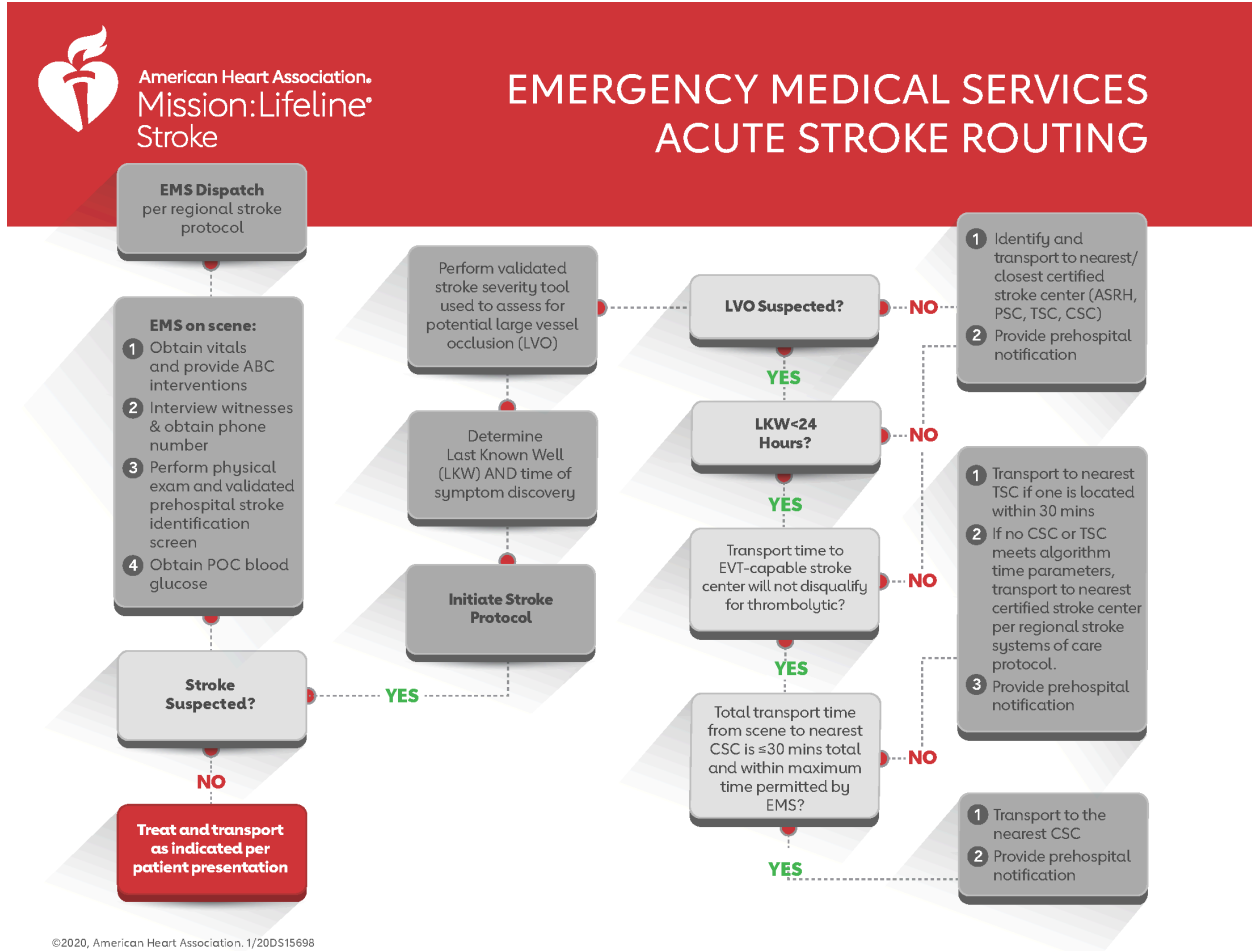 American Heart Association®
Mission:Lifeline®
Stroke
EMERGENCY MEDICAL SERVICES
ACUTE STROKE ROUTING
EMS Dispatch
per regional stroke
protocol
EMS on scene:
1 Obtain vitals
and provide ABC
interventions
2 Interview witnesses
& obtain phone
number
3 Perform physical
exam and validated
prehospital stroke
identification
screen
4 Obtain POC blood
glucose
Stroke
Suspected?
NO
Treat and transport
as indicated per
patient presentation
YES
Initiate Stroke
Protocol
Determine
Last Known Well
(LKW) AND time of
symptom discovery
Perform validated
stroke severity tool
used to assess for
potential large vessel
occlusion (LVO)
LVO Suspected?
NO
YES
1 Identify and
transport to nearest/
closest certified
stroke center (ASRH,
PSC, TSC, CSC)
2 Provide prehospital
notification
LKW<24
Hours?
NO
YES
Transport time to
EVT-capable stroke
center will not disqualify
for thrombolytic?
NO
YES
Total transport time
from scene to nearest
CSC is ≤30 mins total
and within maximum
time permitted by
EMS?
NO
1 Transport to nearest
TSC if one is located
within 30 mins
2 If no CSC or TSC
meets algorithm
time parameters,
transport to nearest
certified stroke center
per regional stroke
systems of care
protocol.
3 Provide prehospital
notification
YES
1 Transport to the
nearest CSC
2 Provide prehospital
notification
©2020, American Heart Association. 1/20DS15698